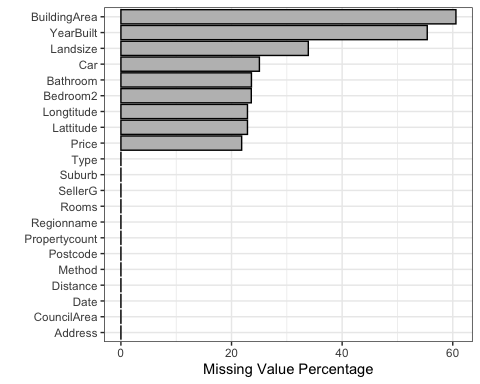 BuildingArea
YearBuilt
Landsize
Car
Bathroom
Bedroom2
Longtitude
Lattitude
Price
Type
Suburb
SellerG
Rooms
Regionname
Propertycount
Postcode
Method
Distance
Date
CouncilArea
Address
0 20 40 60
Missing Value Percentage